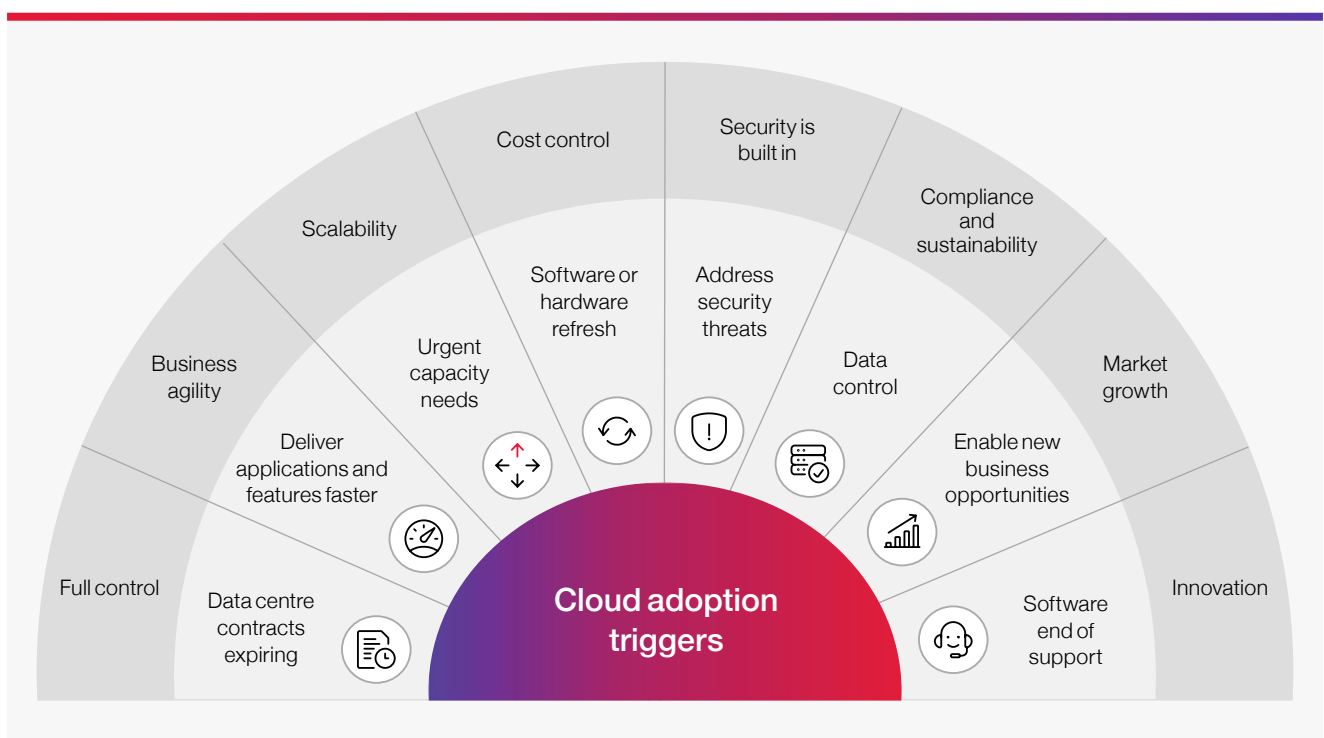 Full control
Business
agility
Scalability
Cost control
Security is
built in
Compliance
and
sustainability
Market
growth
Innovation
Data centre
contracts
expiring
Deliver
applications and
features faster
Urgent
capacity
needs
Software or
hardware
refresh
Address
security
threats
Data
control
Enable new
business
opportunities
Software
end of
support
Cloud adoption
triggers